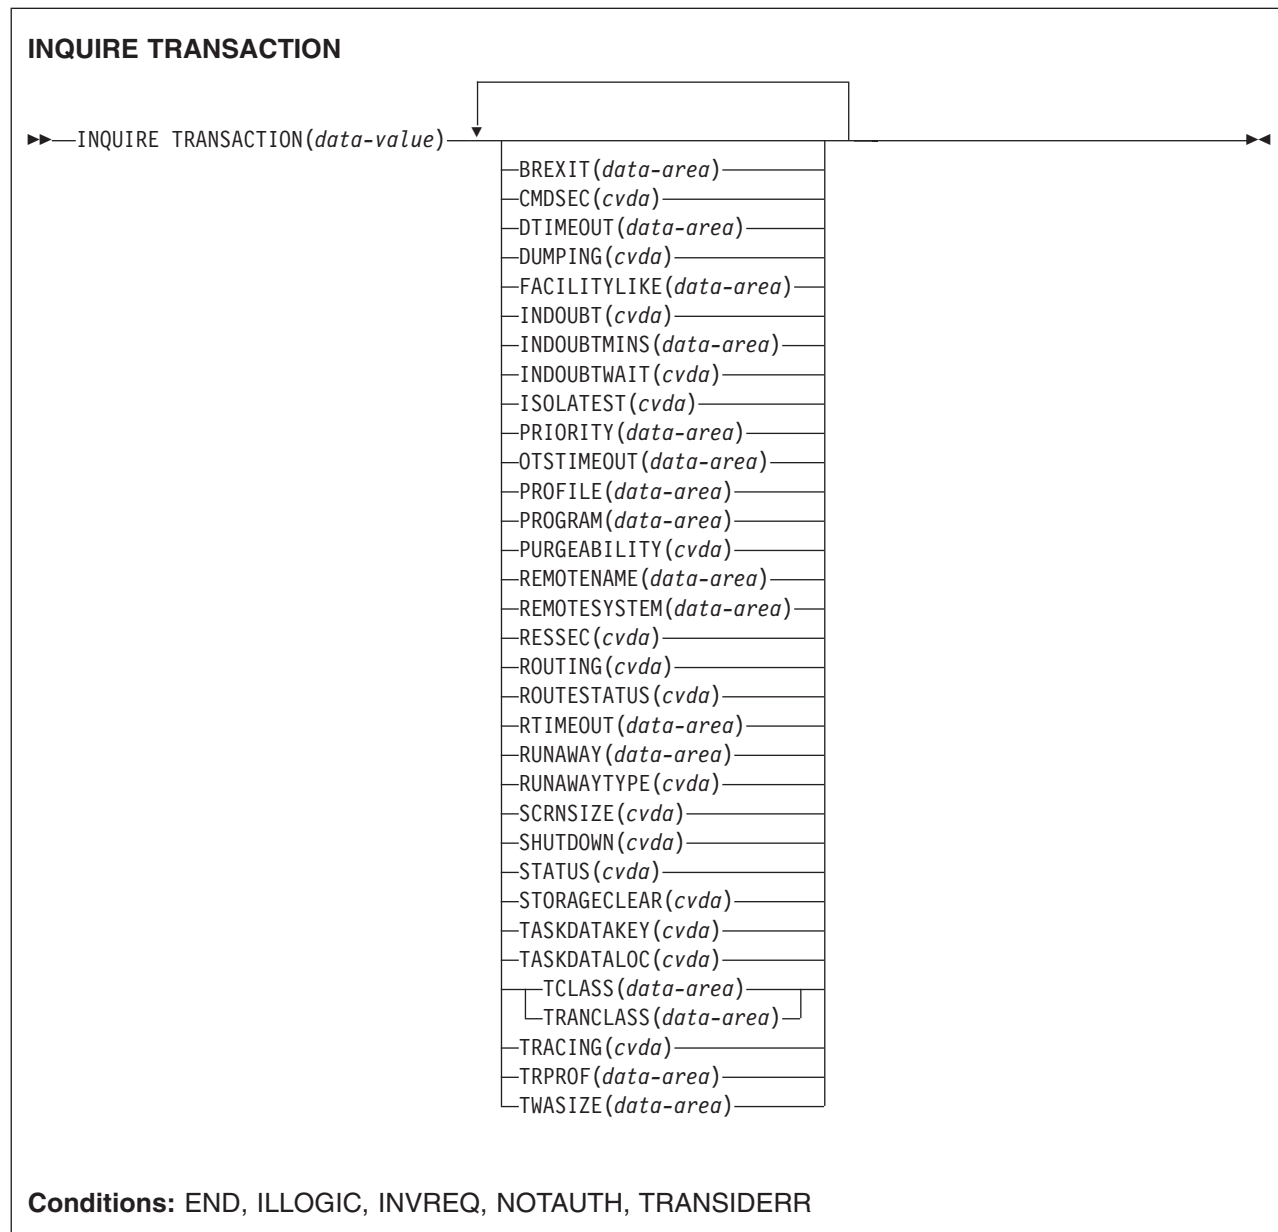 INQUIRE TRANSACTION
INQUIRE TRANSACTION(data-value)
BREXIT(data-area)
CMDSEC(cvda)
DTIMEOUT(data-area)
DUMPING(cvda)
FACILITYLIKE(data-area)
INDOUBT(cvda)
INDOUBTMINS(data-area)
INDOUBTWAIT(cvda)
ISOLATEST(cvda)
PRIORITY(data-area)
OTSTIMEOUT(data-area)
PROFILE(data-area)
PROGRAM(data-area)
PURGEABILITY(cvda)
REMOTENAME(data-area)
REMOTESYSTEM(data-area)
RESSEC(cvda)
ROUTING(cvda)
ROUTESTATUS(cvda)
RTIMEOUT(data-area)
RUNAWAY(data-area)
RUNAWAYTYPE(cvda)
SCRNSIZE(cvda)
SHUTDOWN(cvda)
STATUS(cvda)
STORAGECLEAR(cvda)
TASKDATAKEY(cvda)
TASKDATALOC(cvda)
TCLASS(data-area)
TRANCLASS(data-area)
TRACING(cvda)
TRPROF(data-area)
TWASIZE(data-area)
Conditions: END, ILLOGIC, INVREQ, NOTAUTH, TRANSIDERR